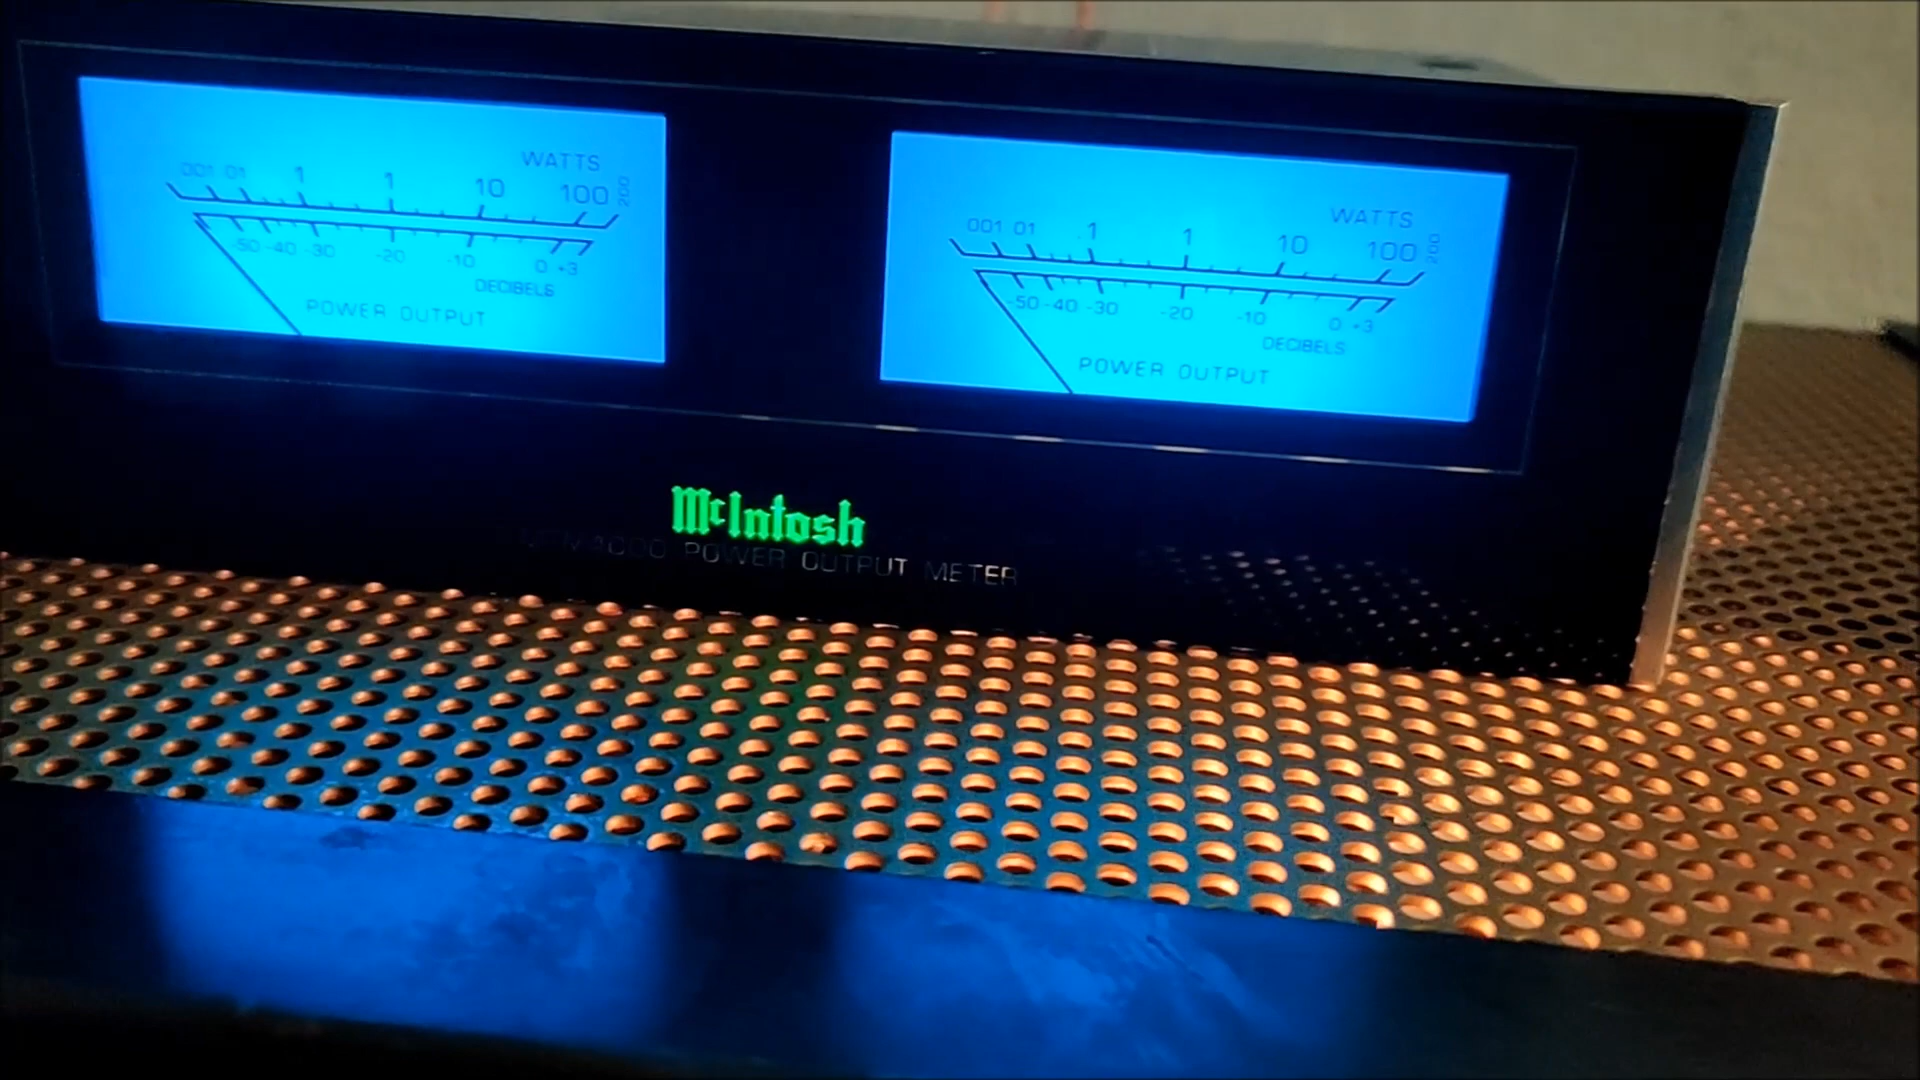 WATTS
001 01 1 1 10 100 200
-50 -40 -30 -20 -10 0 +3
DECIBELS
POWER OUTPUT
WATTS
001 01 .1 1 10 100 200
-50 -40 -30 -20 -10 0 +3
DECIBELS
POWER OUTPUT
McIntosh
POWER OUTPUT METER